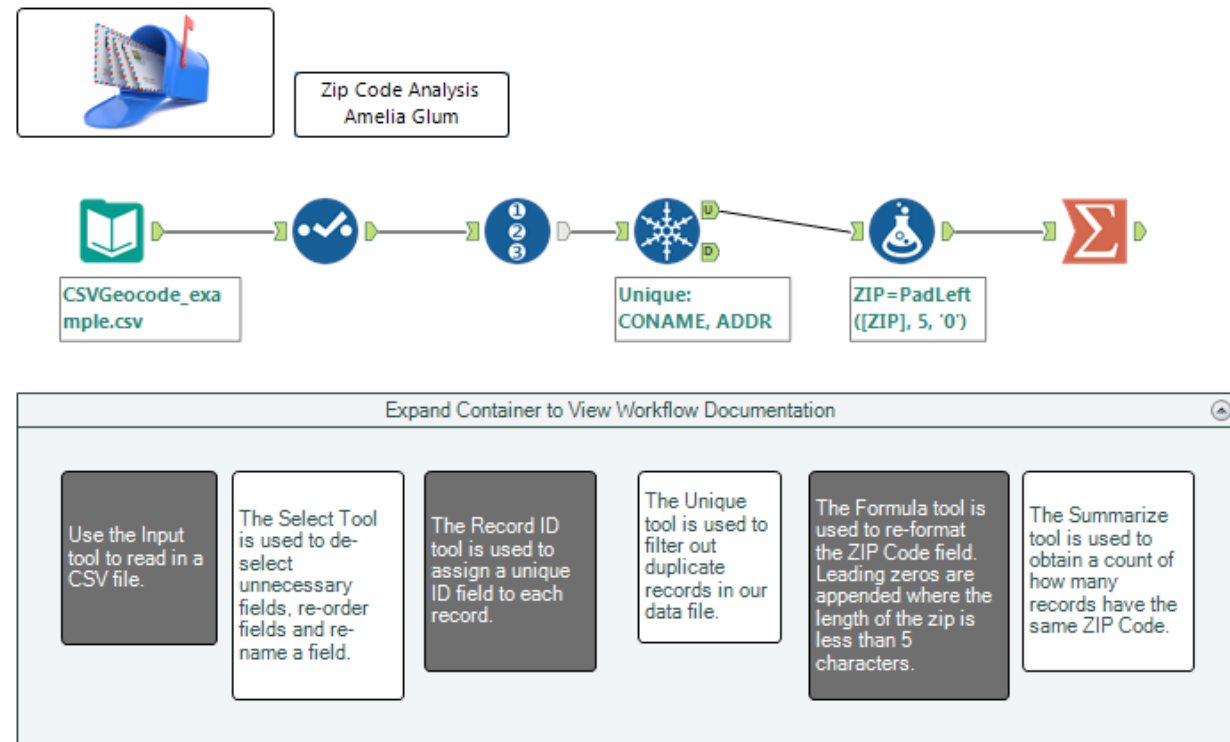 Zip Code Analysis
Amelia Glum
1
2
3
U
D
CSVGeocode_exa
mple.csv
Unique:
CONAME, ADDR
ZIP=PadLeft
([ZIP], 5, '0')
Expand Container to View Workflow Documentation
Use the Input
tool to read in a
CSV file.
The Select Tool
is used to de-
select
unnecessary
fields, re-order
fields and re-
name a field.
The Record ID
tool is used to
assign a unique
ID field to each
record.
The Unique
tool is used to
filter out
duplicate
records in our
data file.
The Formula tool is
used to re-format
the ZIP Code field.
Leading zeros are
appended where the
length of the zip is
less than 5
characters.
The Summarize
tool is used to
obtain a count of
how many
records have the
same ZIP Code.